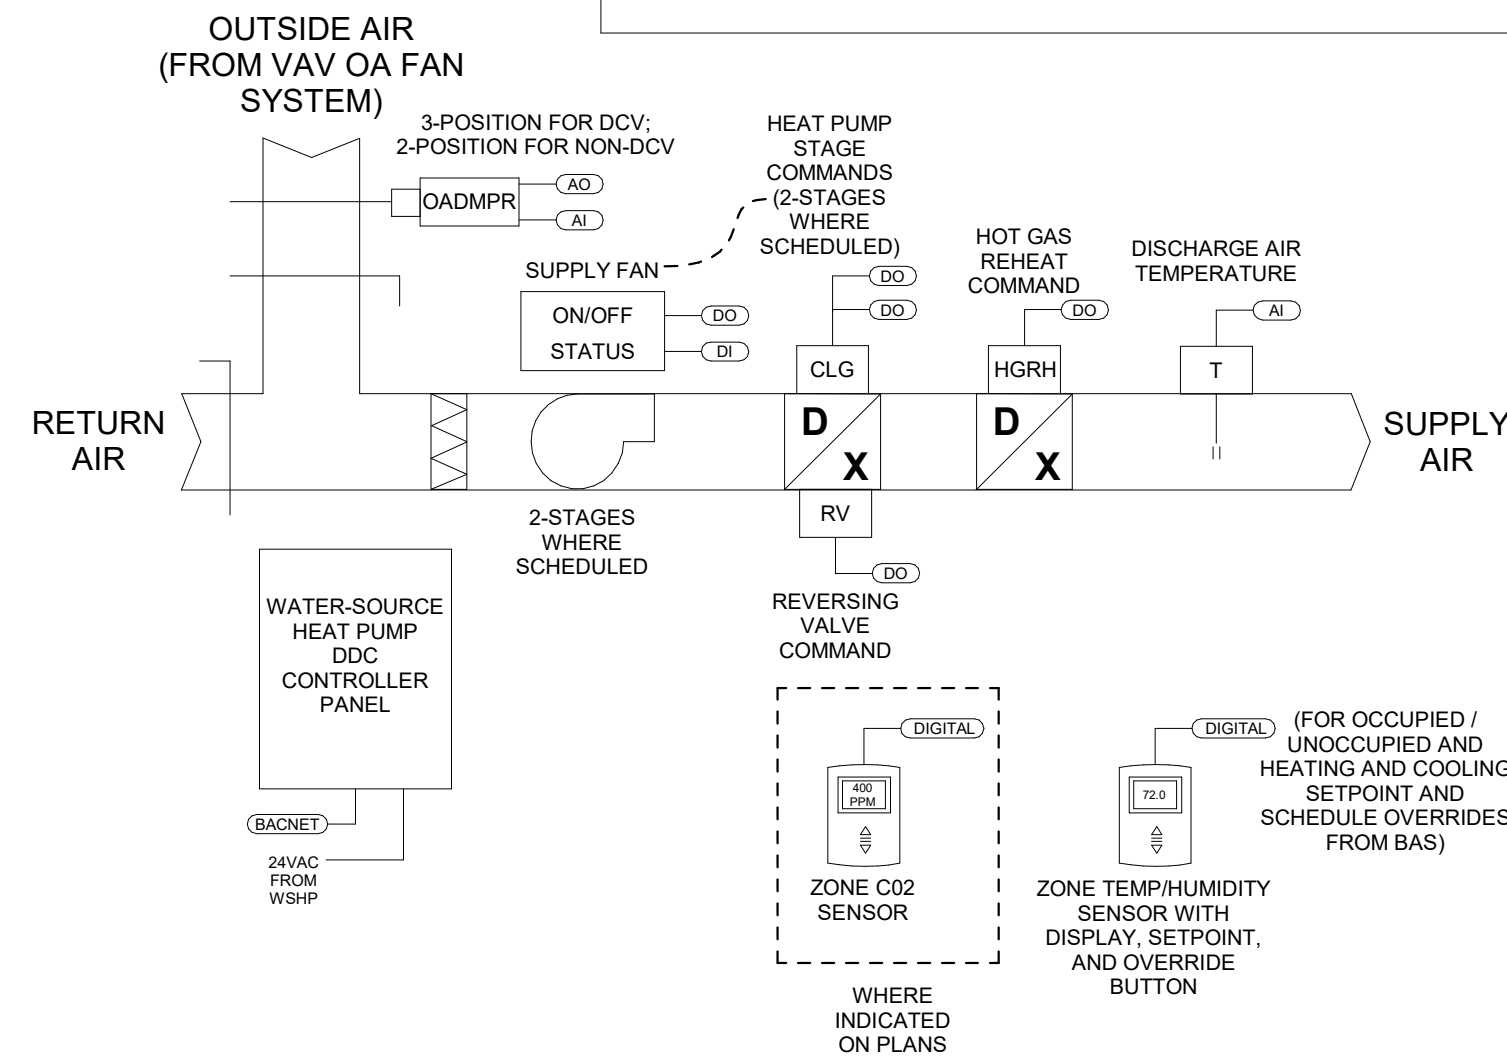 OUTSIDE AIR
(FROM VAV OA FAN
SYSTEM)
3-POSITION FOR DCV;
2-POSITION FOR NON-DCV
OADMPR
AO
AI
HEAT PUMP
STAGE
COMMANDS
(2-STAGES
WHERE
SCHEDULED)
SUPPLY FAN
ON/OFF
STATUS
DO
DI
DO
DO
CLG
HOT GAS
REHEAT
COMMAND
DO
HGRH
DISCHARGE AIR
TEMPERATURE
AI
T
RETURN
AIR
D
X
D
X
SUPPLY
AIR
2-STAGES
WHERE
SCHEDULED
RV
DO
REVERSING
VALVE
COMMAND
WATER-SOURCE
HEAT PUMP
DDC
CONTROLLER
PANEL
BACNET
24VAC
FROM
WSHP
DIGITAL
400
PPM
ZONE C02
SENSOR
WHERE
INDICATED
ON PLANS
DIGITAL
72.0
ZONE TEMP/HUMIDITY
SENSOR WITH
DISPLAY, SETPOINT,
AND OVERRIDE
BUTTON
(FOR OCCUPIED /
UNOCCUPIED AND
HEATING AND COOLING
SETPOINT AND
SCHEDULE OVERRIDES
FROM BAS)